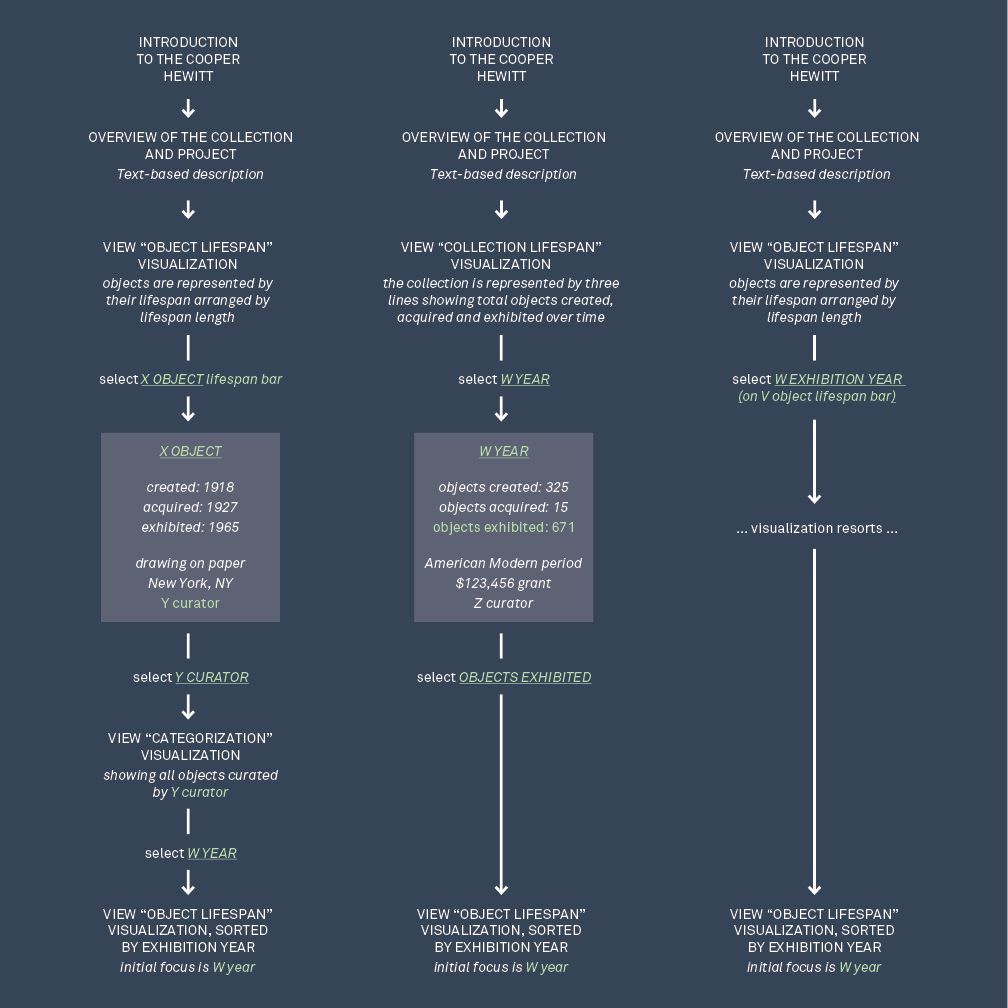 INTRODUCTION
TO THE COOPER
HEWITT
OVERVIEW OF THE COLLECTION
AND PROJECT
Text-based description
VIEW “OBJECT LIFESPAN”
VISUALIZATION
objects are represented by
their lifespan arranged by
lifespan length
select X OBJECT lifespan bar
X OBJECT
created: 1918
acquired: 1927
exhibited: 1965
drawing on paper
New York, NY
Y curator
select Y CURATOR
VIEW “CATEGORIZATION”
VISUALIZATION
showing all objects curated
by Y curator
select W YEAR
VIEW “OBJECT LIFESPAN”
VISUALIZATION, SORTED
BY EXHIBITION YEAR
initial focus is W year
INTRODUCTION
TO THE COOPER
HEWITT
OVERVIEW OF THE COLLECTION
AND PROJECT
Text-based description
VIEW “COLLECTION LIFESPAN”
VISUALIZATION
the collection is represented by three
lines showing total objects created,
acquired and exhibited over time
select W YEAR
W YEAR
objects created: 325
objects acquired: 15
objects exhibited: 671
American Modern period
$123,456 grant
Z curator
select OBJECTS EXHIBITED
VIEW “OBJECT LIFESPAN”
VISUALIZATION, SORTED
BY EXHIBITION YEAR
initial focus is W year
INTRODUCTION
TO THE COOPER
HEWITT
OVERVIEW OF THE COLLECTION
AND PROJECT
Text-based description
VIEW “OBJECT LIFESPAN”
VISUALIZATION
objects are represented by
their lifespan arranged by
lifespan length
select W EXHIBITION YEAR
(on V object lifespan bar)
... visualization resorts ...
VIEW “OBJECT LIFESPAN”
VISUALIZATION, SORTED
BY EXHIBITION YEAR
initial focus is W year